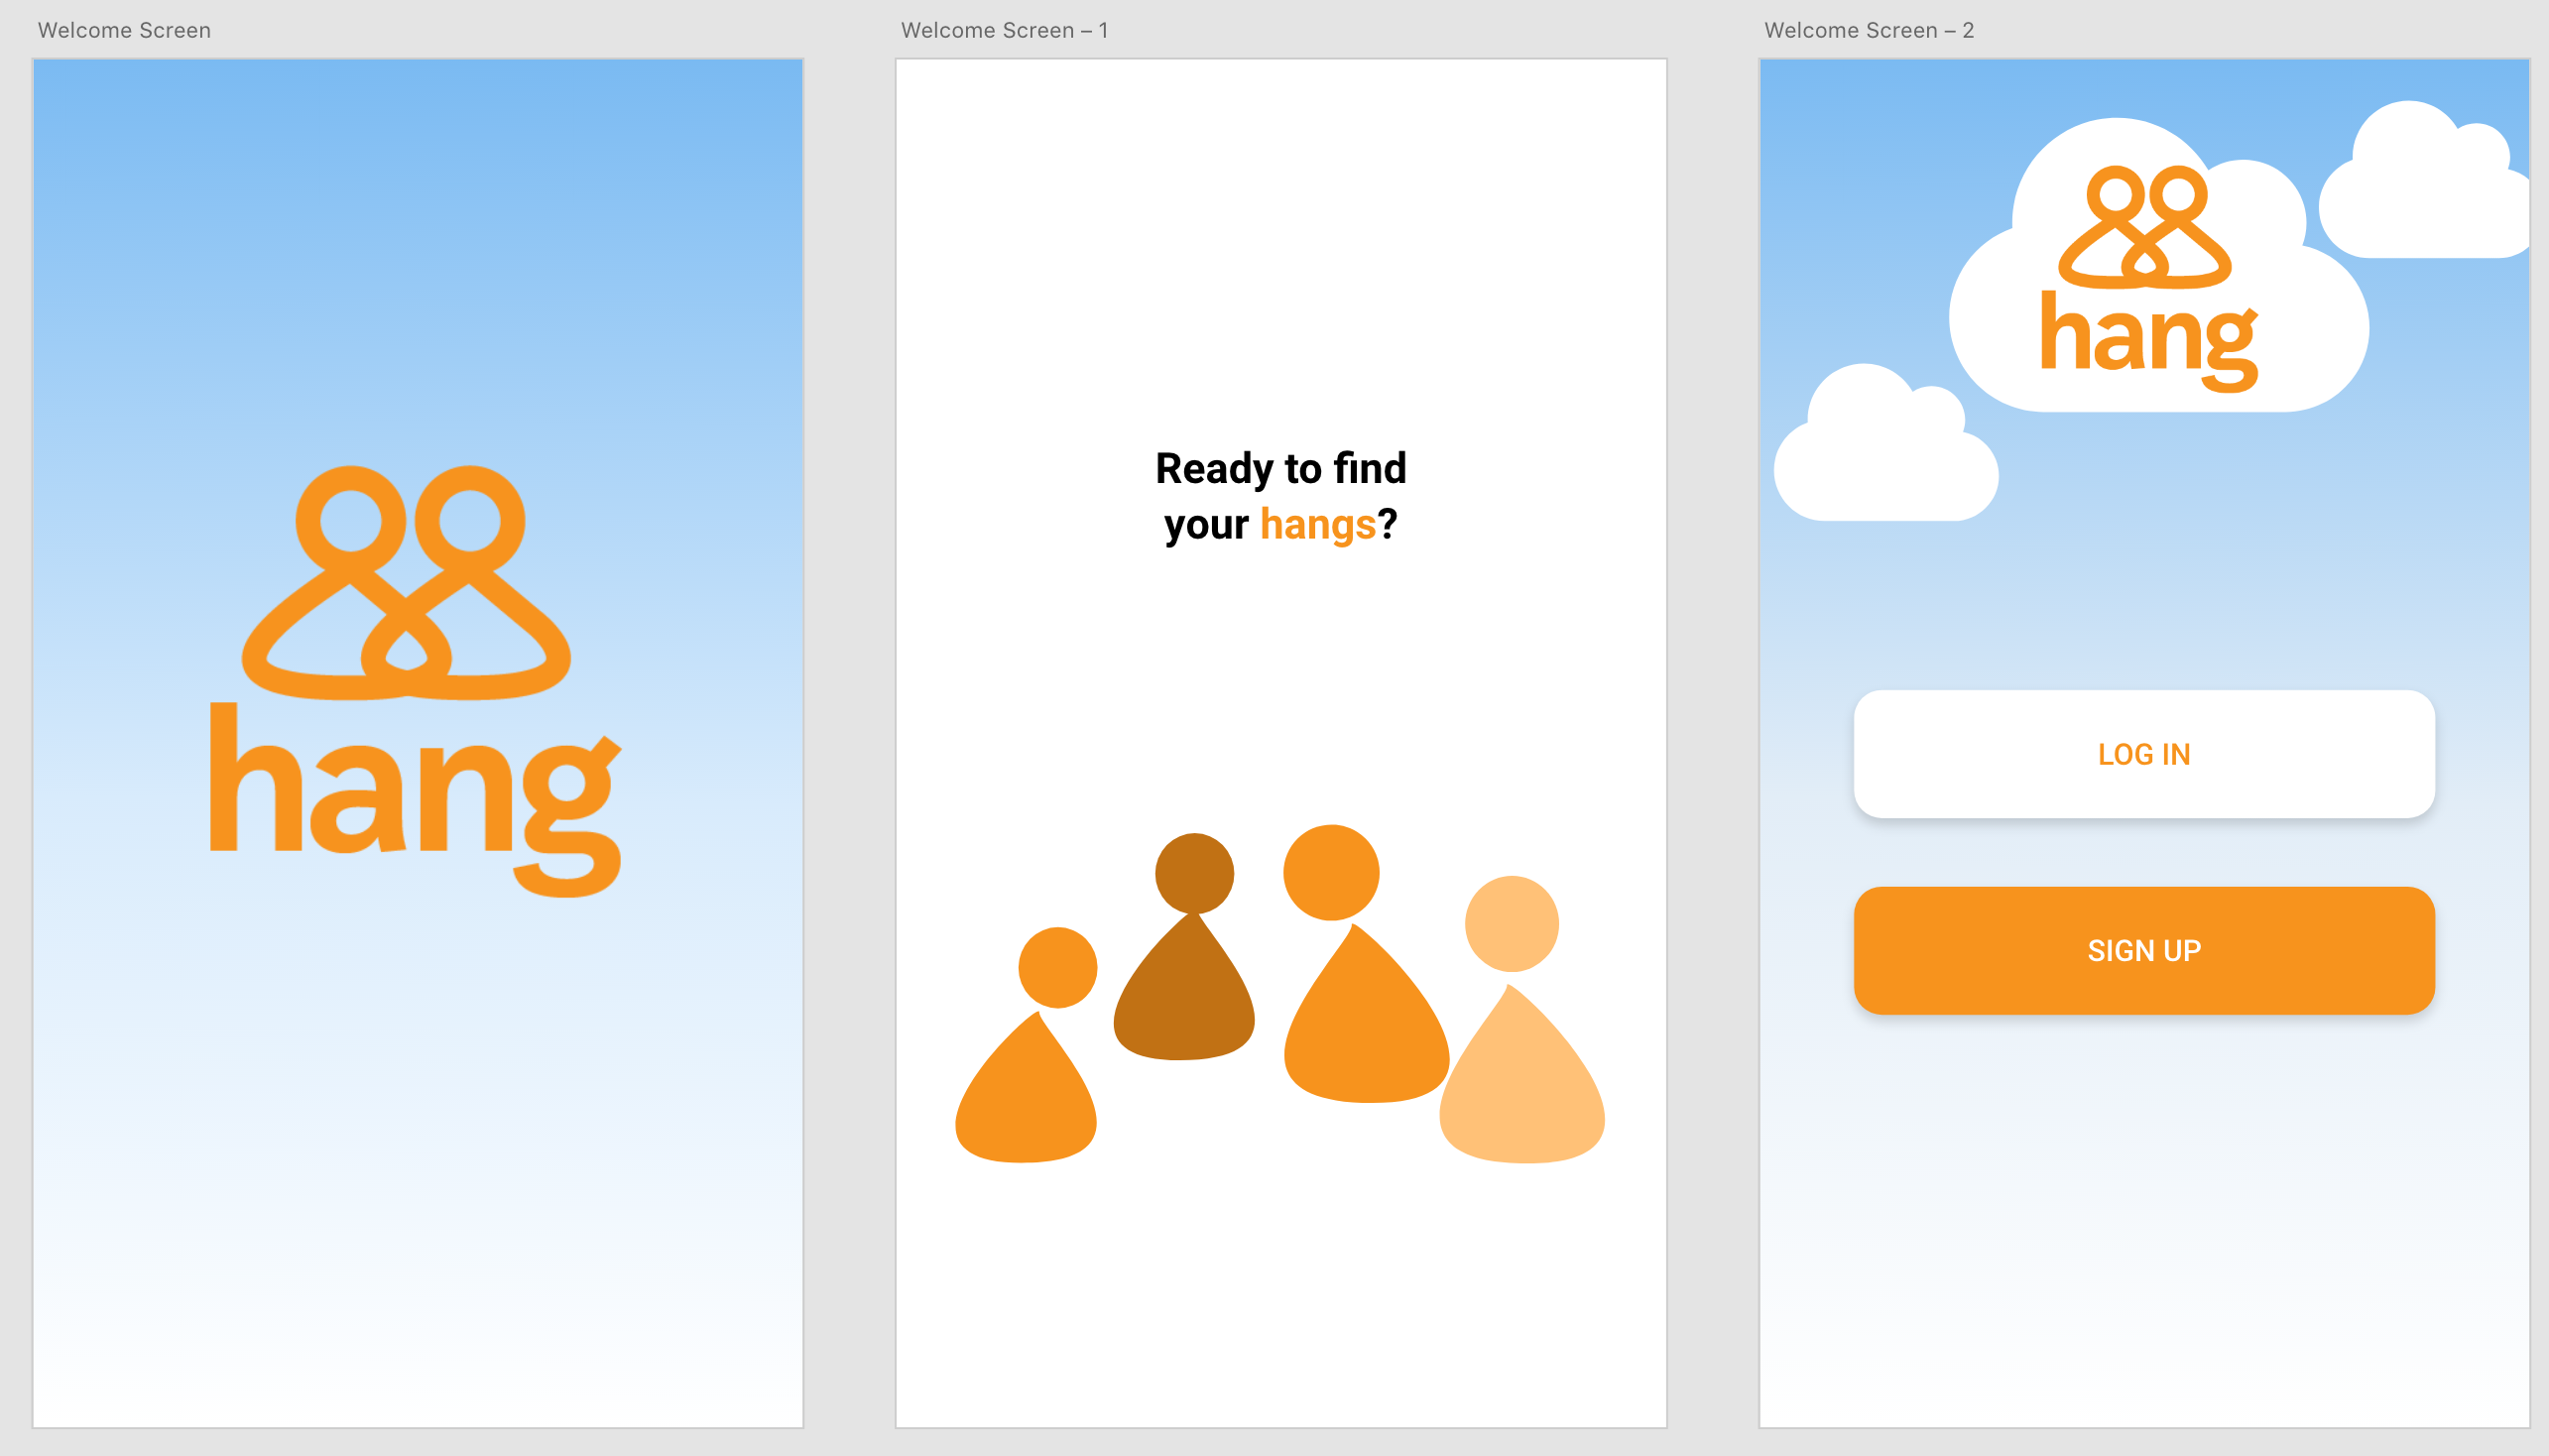 Welcome Screen
hang
Welcome Screen – 1
Ready to find
your hangs?
Welcome Screen – 2
hang
LOG IN
SIGN UP